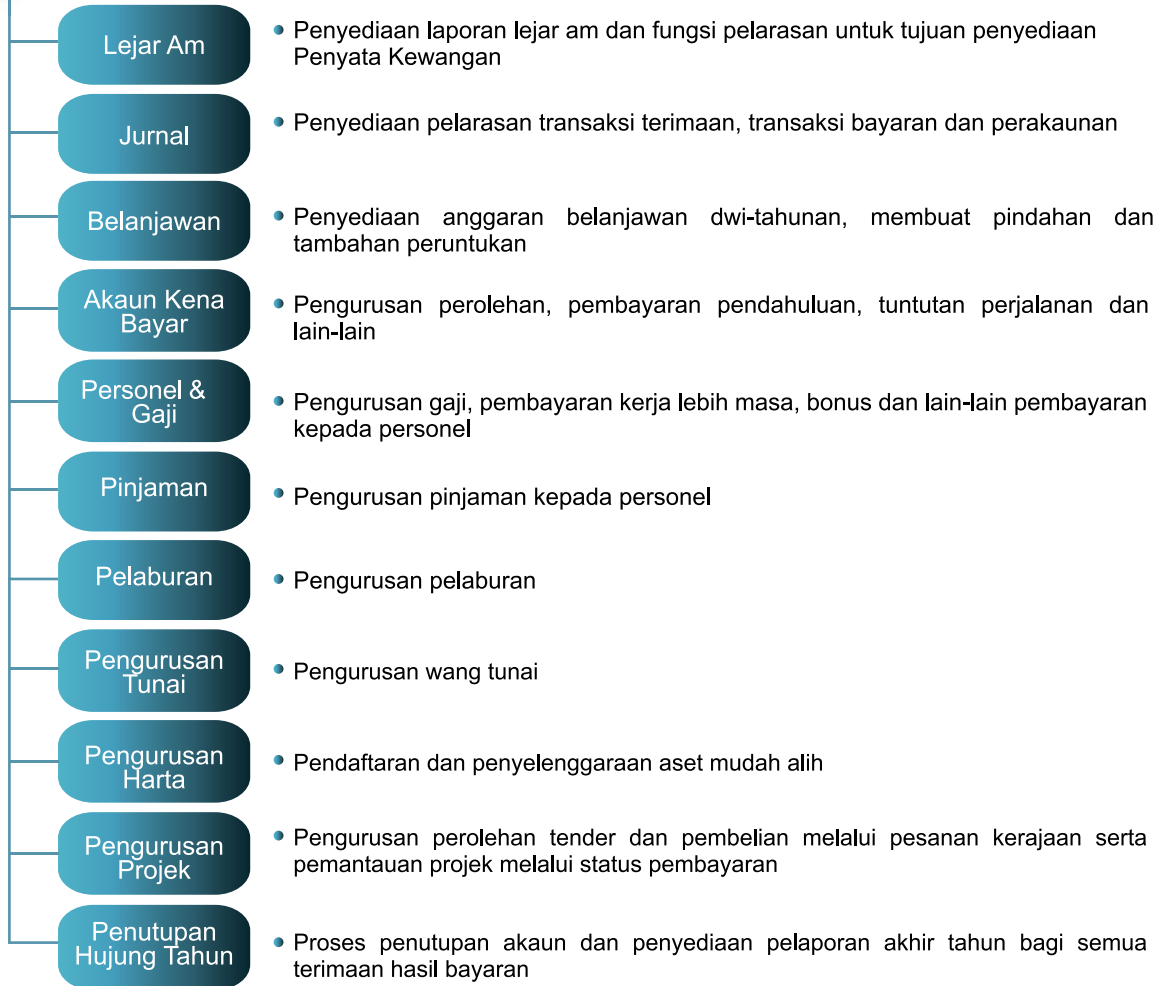 Lejar Am
Penyediaan laporan lejar am dan fungsi pelarasan untuk tujuan penyediaan
Penyata Kewangan
Jurnal
Penyediaan pelarasan transaksi terimaan, transaksi bayaran dan perakaunan
Belanjawan
Penyediaan anggaran belanjawan dwi-tahunan, membuat pindahan dan
tambahan peruntukan
Akaun Kena
Bayar
Pengurusan perolehan, pembayaran pendahuluan, tuntutan perjalanan dan
lain-lain
Personel &
Gaji
Pengurusan gaji, pembayaran kerja lebih masa, bonus dan lain-lain pembayaran
kepada personel
Pinjaman
Pengurusan pinjaman kepada personel
Pelaburan
Pengurusan pelaburan
Pengurusan
Tunai
Pengurusan wang tunai
Pengurusan
Harta
Pendaftaran dan penyelenggaraan aset mudah alih
Pengurusan
Projek
Pengurusan perolehan tender dan pembelian melalui pesanan kerajaan serta
pemantauan projek melalui status pembayaran
Penutupan
Hujung Tahun
Proses penutupan akaun dan penyediaan pelaporan akhir tahun bagi semua
terimaan hasil bayaran